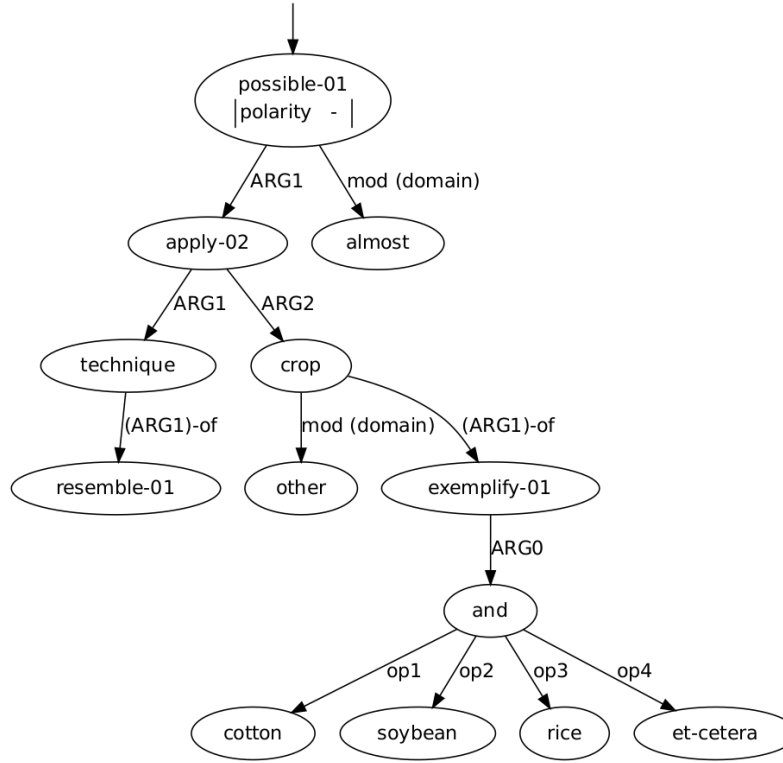 possible-01
|polarity - |
ARG1
mod (domain)
apply-02
almost
ARG1
ARG2
technique
crop
(ARG1)-of
mod (domain)
(ARG1)-of
resemble-01
other
exemplify-01
ARG0
and
op1
op2
op3
op4
cotton
soybean
rice
et-cetera